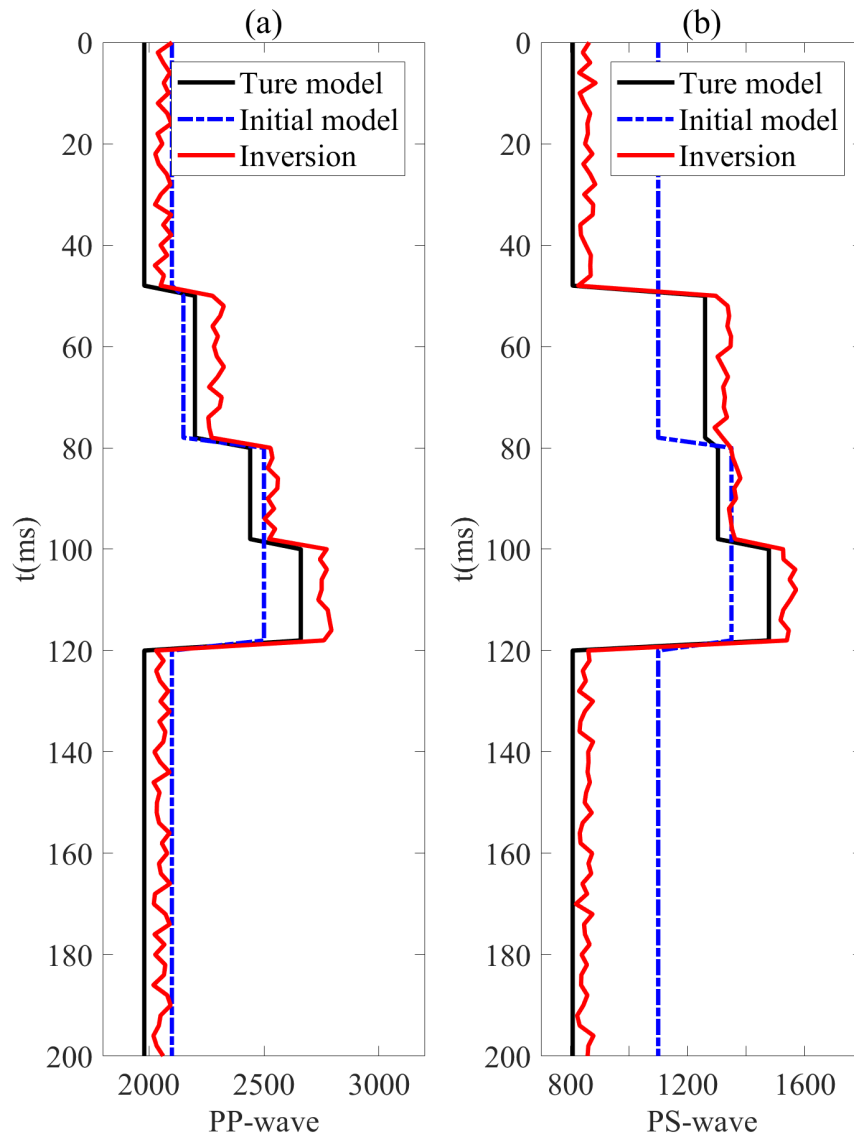 (a)
0
20
40
60
80
100
120
140
160
180
200
t(ms)
2000 2500 3000
PP-wave
Ture model
Initial model
Inversion
(b)
0
20
40
60
80
100
120
140
160
180
200
t(ms)
800 1200 1600
PS-wave
Ture model
Initial model
Inversion